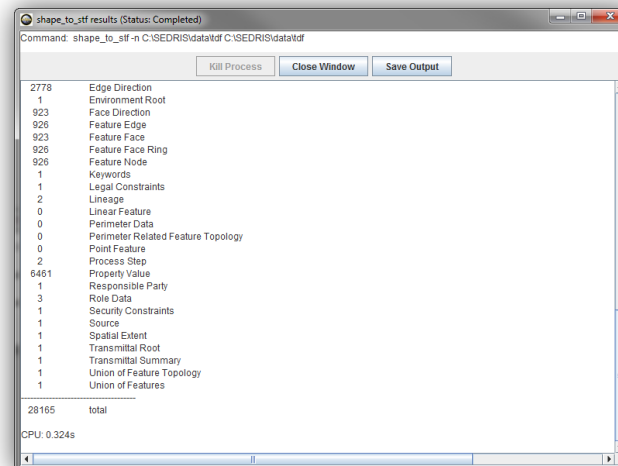 shape_to_stf results (Status: Completed)
Command: shape_to_stf -n C:\SEDRIS\data\tdf C:\SEDRIS\data\tdf
Kill Process Close Window Save Output
2778 Edge Direction
1 Environment Root
923 Face Direction
926 Feature Edge
923 Feature Face
926 Feature Face Ring
926 Feature Node
1 Keywords
1 Legal Constraints
2 Lineage
0 Linear Feature
0 Perimeter Data
0 Perimeter Related Feature Topology
0 Point Feature
2 Process Step
6461 Property Value
1 Responsible Party
3 Role Data
1 Security Constraints
1 Source
1 Spatial Extent
1 Transmittal Root
1 Transmittal Summary
1 Union of Feature Topology
1 Union of Features
------------------------------------
28165 total
CPU: 0.324s